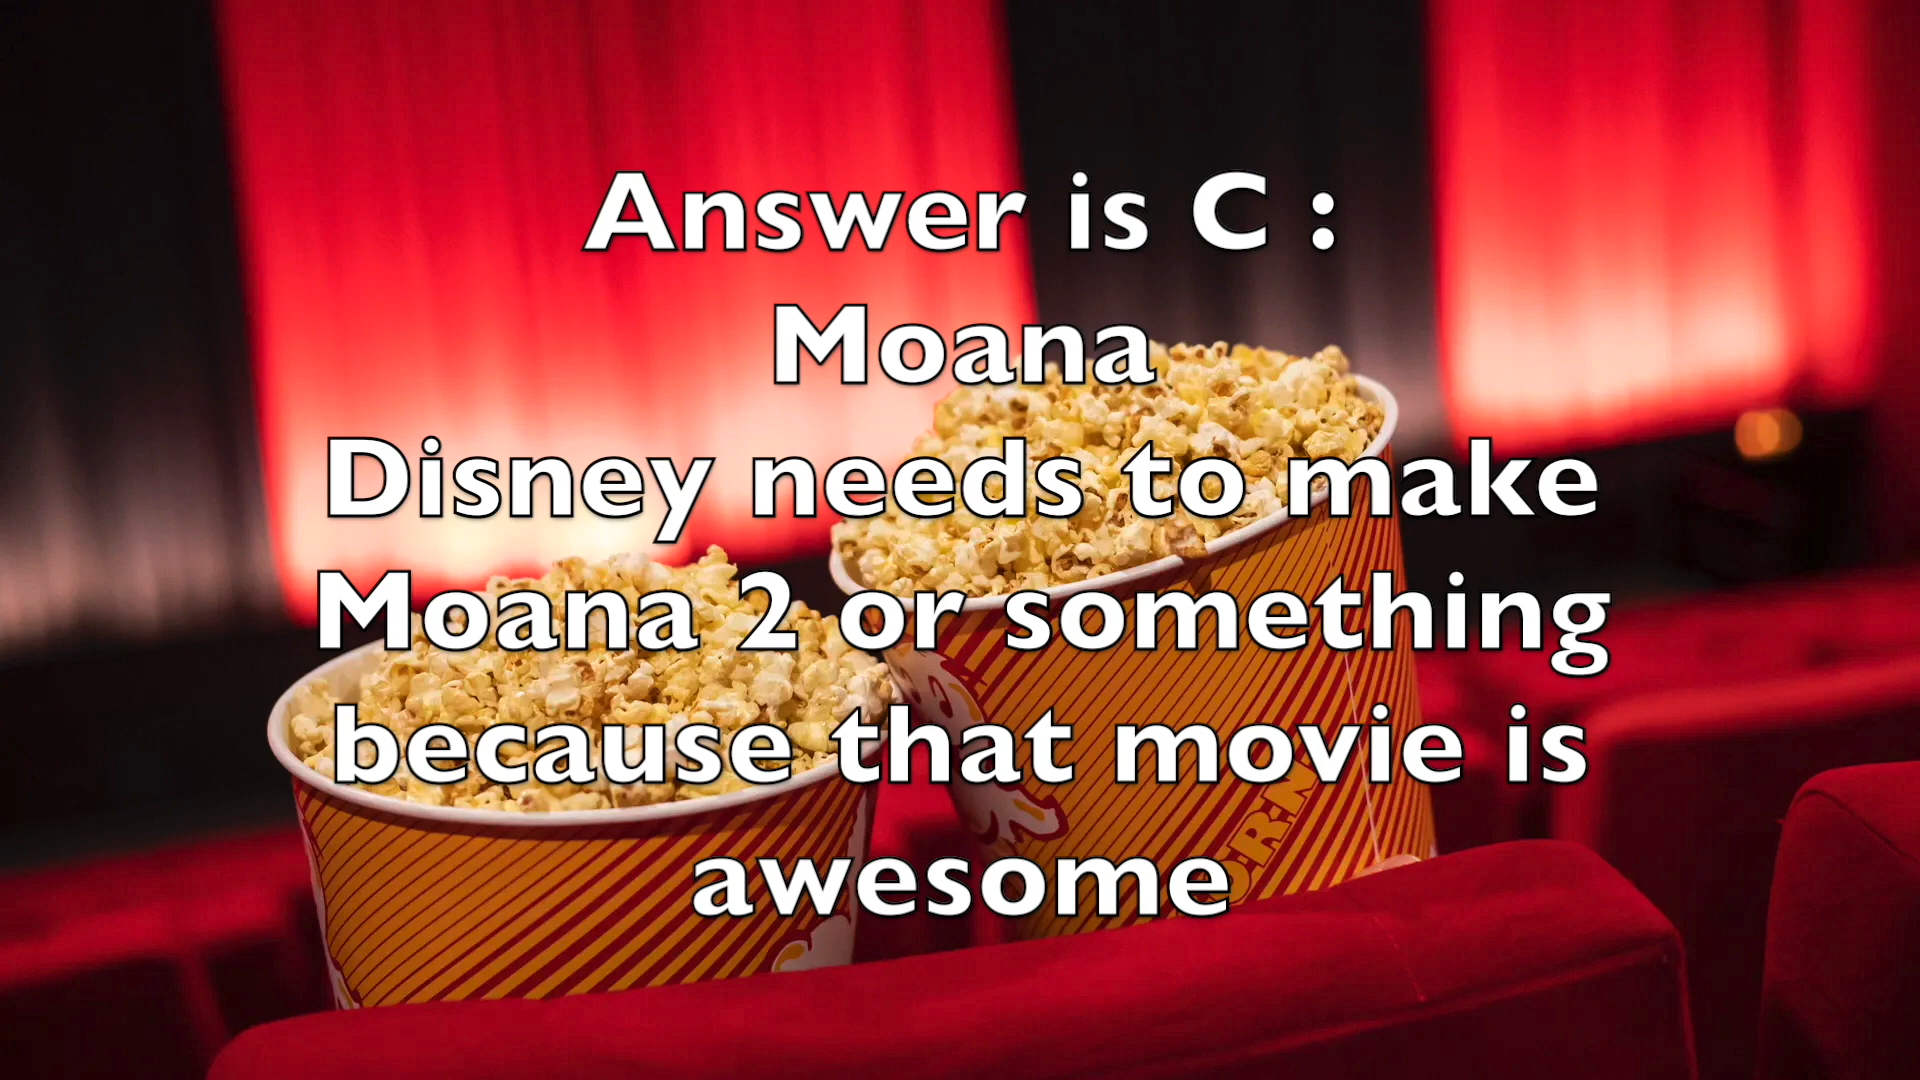 Answer is C :
Moana
Disney needs to make
Moana 2 or something
because that movie is
awesome